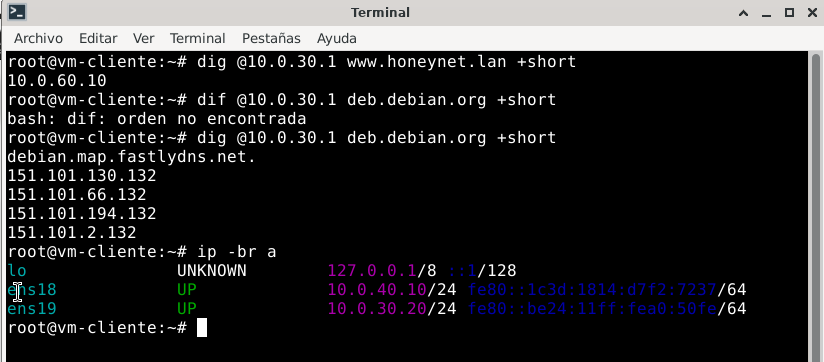 Terminal
Archivo Editar Ver Terminal Pestañas Ayuda
root@vm-cliente:~# dig @10.0.30.1 www.honeynet.lan +short
10.0.60.10
root@vm-cliente:~# dif @10.0.30.1 deb.debian.org +short
bash: dif: orden no encontrada
root@vm-cliente:~# dig @10.0.30.1 deb.debian.org +short
debian.map.fastlydns.net.
151.101.130.132
151.101.66.132
151.101.194.132
151.101.2.132
root@vm-cliente:~# ip -br a
lo UNKNOWN 127.0.0.1/8 ::1/128
ens18 UP 10.0.40.10/24 fe80::1c3d:1814:d7f2:7237/64
ens19 UP 10.0.30.20/24 fe80::be24:11ff:fea0:50fe/64
root@vm-cliente:~#